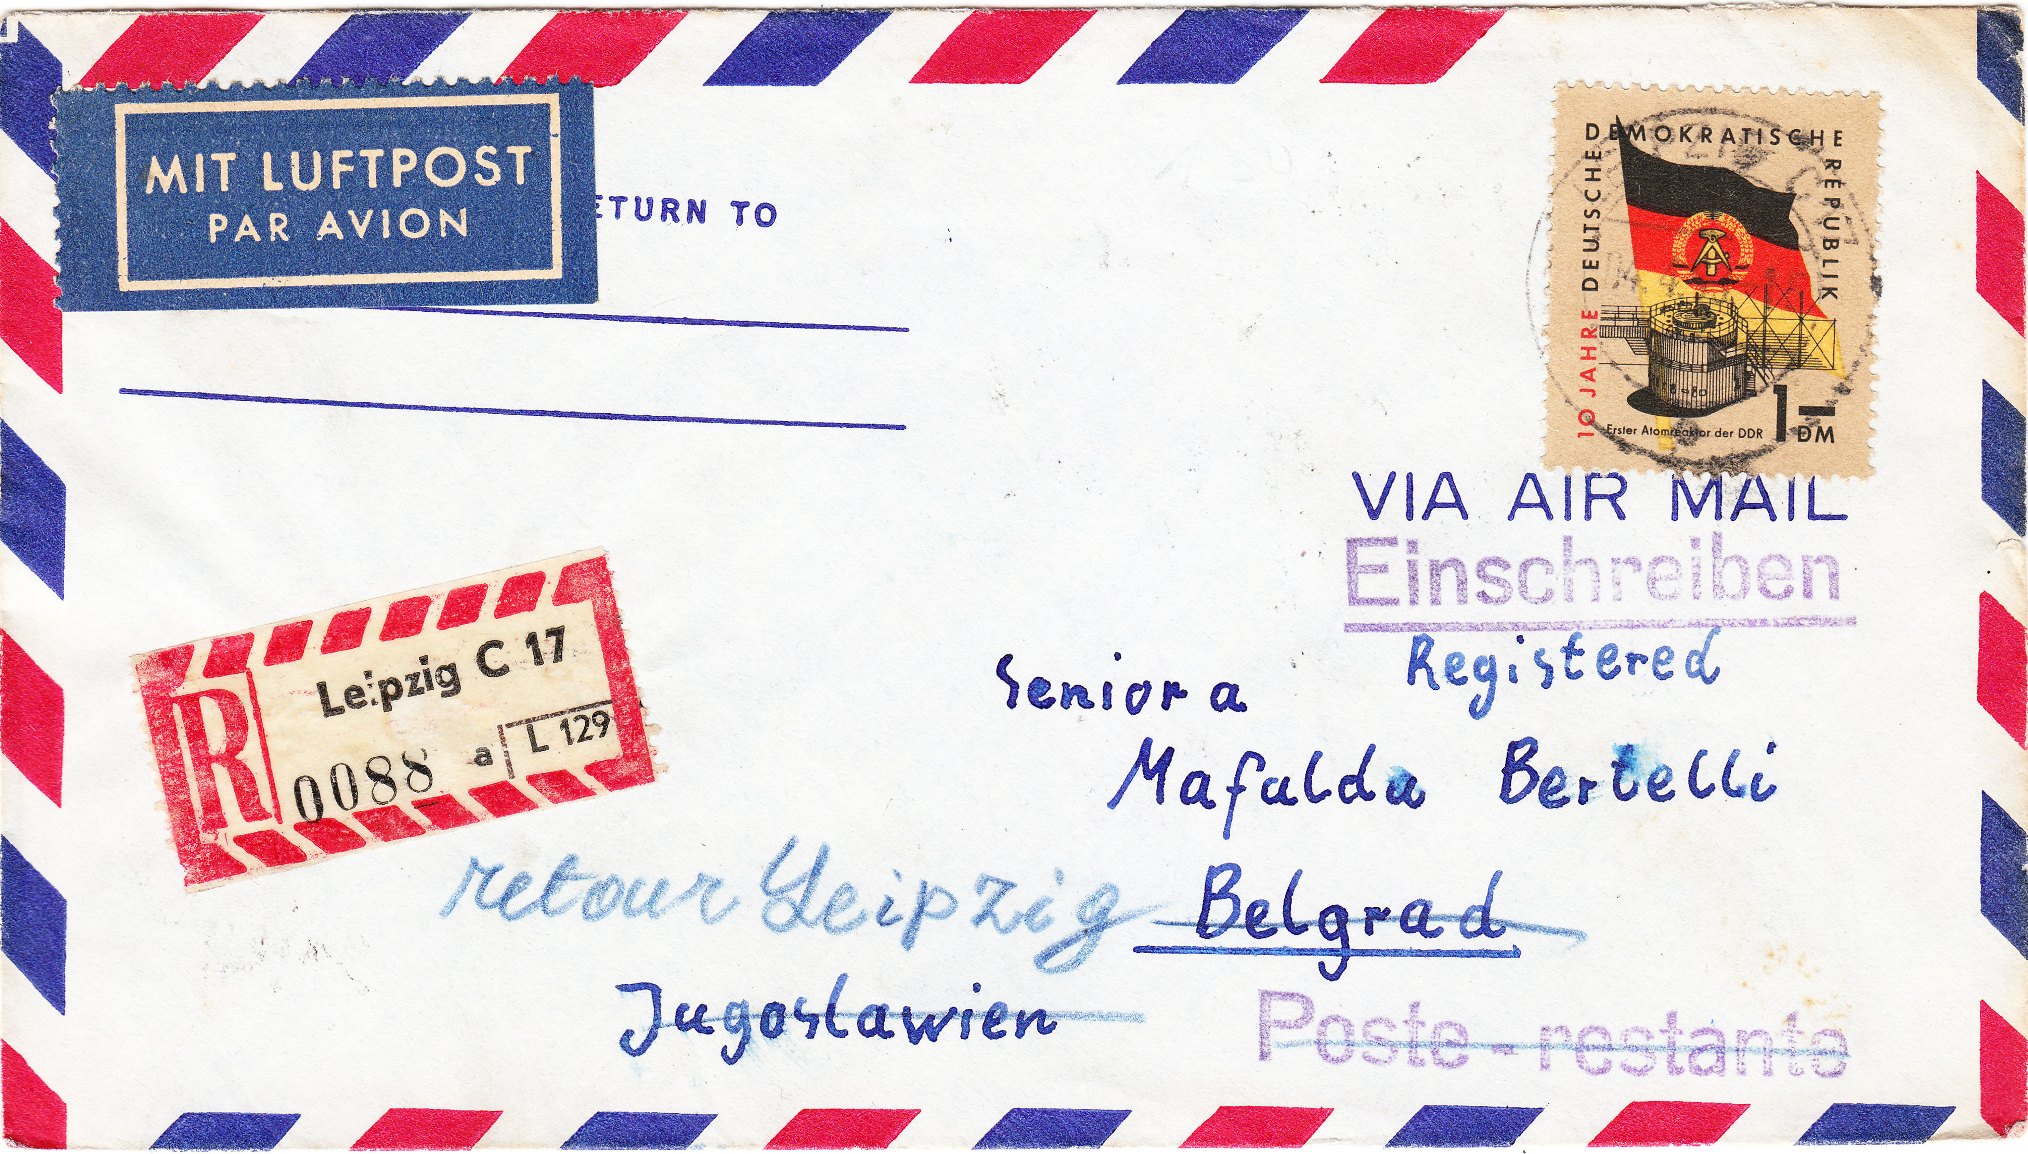 MIT LUFTPOST
PAR AVION
ETURN TO
DEUTSCHE DEMOKRATISCHE REPUBLIK
10 JAHRE
Erster Atomreaktor der DDR
1 DM
VIA AIR MAIL
Einschreiben
Registered
R
Leipzig C 17
0088 a L 129
Seniora
Mafalda Bertelli
retour Leipzig
Belgrad
Jugoslawien
Poste-restante